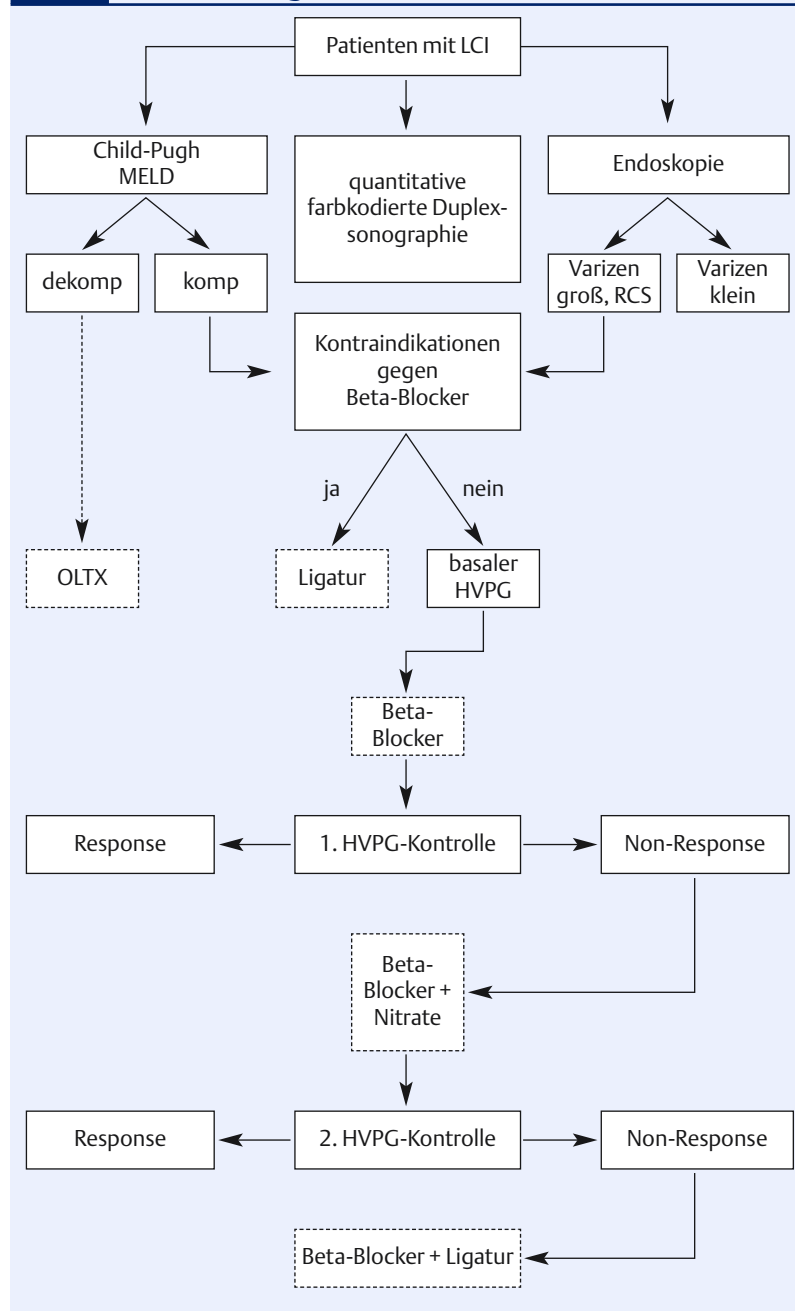 Patienten mit LCI
Child-Pugh
MELD
quantitative
farbkodierte Duplex-
sonographie
Endoskopie
dekomp
komp
Varizen
groß, RCS
Varizen
klein
Kontraindikationen
gegen
Beta-Blocker
ja
nein
OLTX
Ligatur
basaler
HVPG
Beta-
Blocker
Response
1. HVPG-Kontrolle
Non-Response
Beta-
Blocker +
Nitrate
Response
2. HVPG-Kontrolle
Non-Response
Beta-Blocker + Ligatur